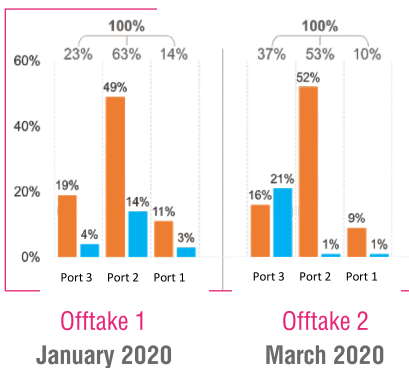 100% 100%
23% 63% 14% 37% 53% 10%
60%
49% 52%
40%
19% 14% 11% 16% 21% 9%
20%
4% 3% 1% 1%
0%
Port 3 Port 2 Port 1 Port 3 Port 2 Port 1
Offtake 1 Offtake 2
January 2020 March 2020